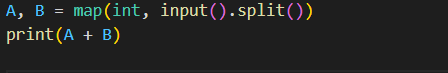 A, B = map(int, input().split())
print(A + B)